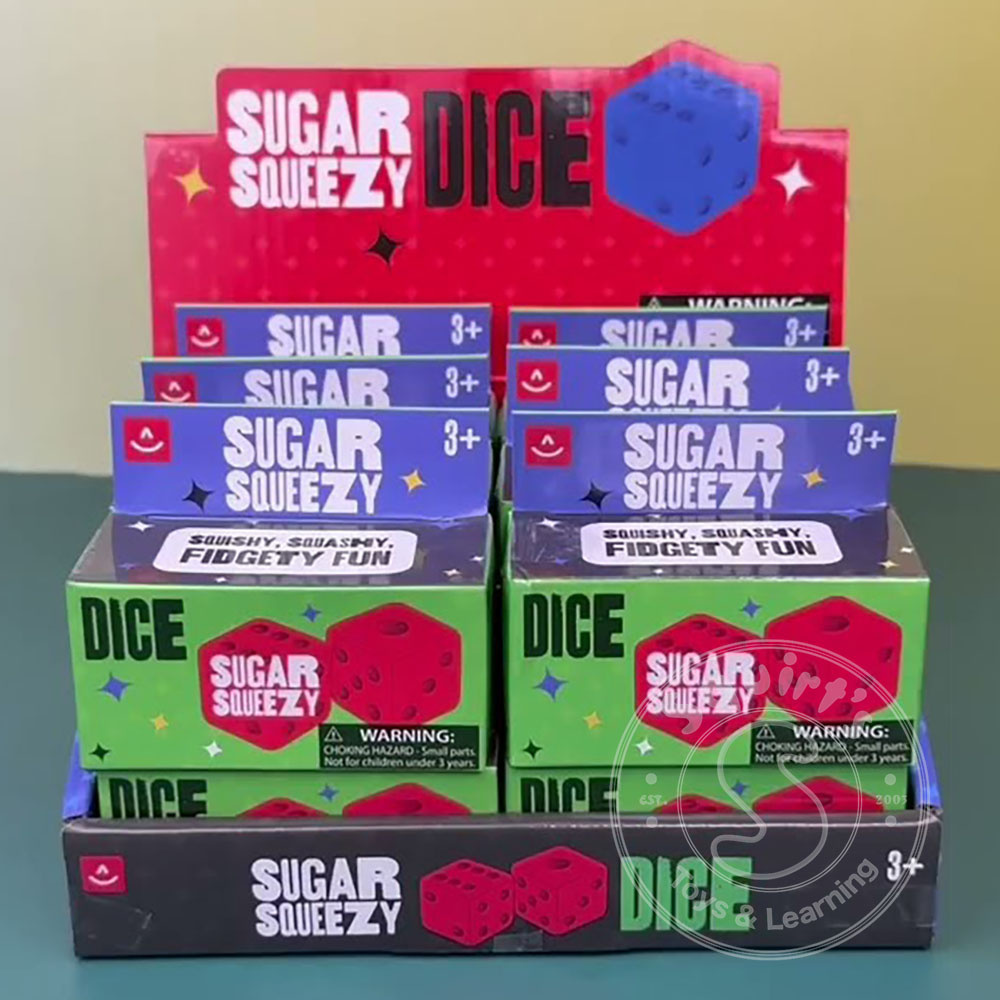 SUGAR
SQUEEZY
DICE
WARNING:
SUGAR
3+
SUGAR
3+
SUGAR
3+
SUGAR
3+
SUGAR
SQUEEZY
3+
SUGAR
SQUEEZY
3+
SQUISHY, SQUASHY,
FIDGETY FUN
SQUISHY, SQUASHY,
FIDGETY FUN
DICE
SUGAR
SQUEEZY
WARNING:
CHOKING HAZARD - Small parts.
Not for children under 3 years.
DICE
SUGAR
SQUEEZY
WARNING:
CHOKING HAZARD - Small parts.
Not for children under 3 years.
DICE
DICE
SUGAR
SQUEEZY
DICE
3+
EST.
2003
Toys & Learning